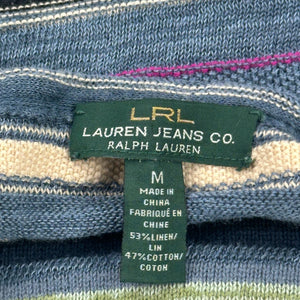 LRL
LAUREN JEANS CO.
RALPH LAUREN
M
MADE IN
CHINA
FABRIQUÉ EN
CHINE
53%LINEN/
LIN
47%COTTON/
COTON